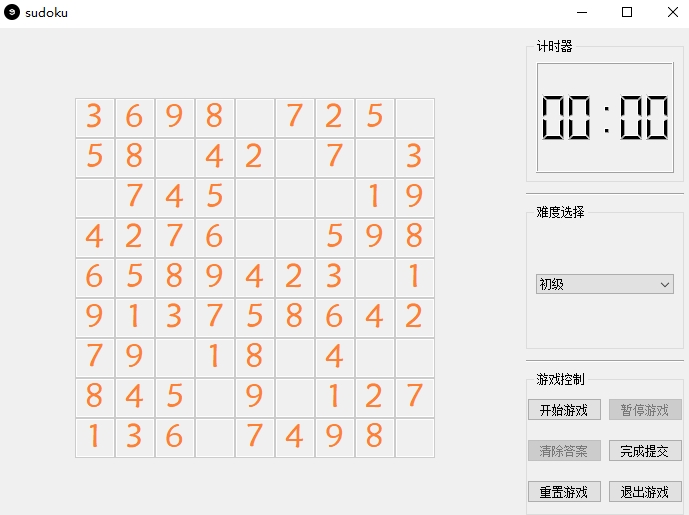 sudoku
3 6 9 8 7 2 5
5 8 4 2 7 3
7 4 5 1 9
4 2 7 6 5 9 8
6 5 8 9 4 2 3 1
9 1 3 7 5 8 6 4 2
7 9 1 8 4
8 4 5 9 1 2 7
1 3 6 7 4 9 8
计时器
00:00
难度选择
初级
游戏控制
开始游戏 暂停游戏
清除答案 完成提交
重置游戏 退出游戏